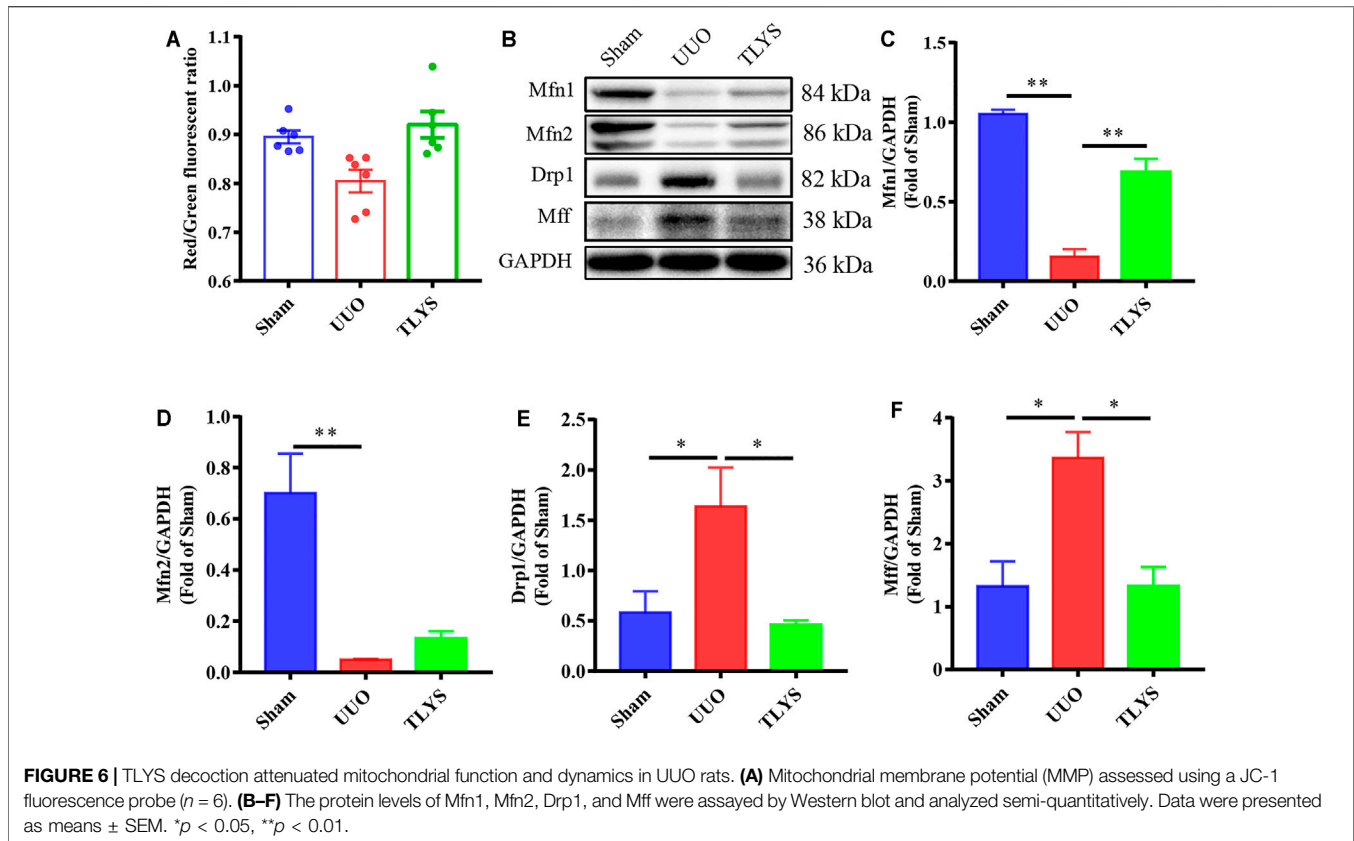 A
Red/Green fluorescent ratio
1.1
1.0
0.9
0.8
0.7
0.6
Sham
UUO
TLYS
B
Sham
UUO
TLYS
Mfn1
84 kDa
Mfn2
86 kDa
Drp1
82 kDa
Mff
38 kDa
GAPDH
36 kDa
C
Mfn1/GAPDH
(Fold of Sham)
1.5
1.0
0.5
0.0
**
**
Sham
UUO
TLYS
D
Mfn2/GAPDH
(Fold of Sham)
1.0
0.8
0.6
0.4
0.2
0.0
**
Sham
UUO
TLYS
E
Drp1/GAPDH
(Fold of Sham)
2.5
2.0
1.5
1.0
0.5
0.0
*
*
Sham
UUO
TLYS
F
Mff/GAPDH
(Fold of Sham)
4
3
2
1
0
*
*
Sham
UUO
TLYS
FIGURE 6 | TLYS decoction attenuated mitochondrial function and dynamics in UUO rats. (A) Mitochondrial membrane potential (MMP) assessed using a JC-1
fluorescence probe (n = 6). (B–F) The protein levels of Mfn1, Mfn2, Drp1, and Mff were assayed by Western blot and analyzed semi-quantitatively. Data were presented
as means ± SEM. *p < 0.05, **p < 0.01.